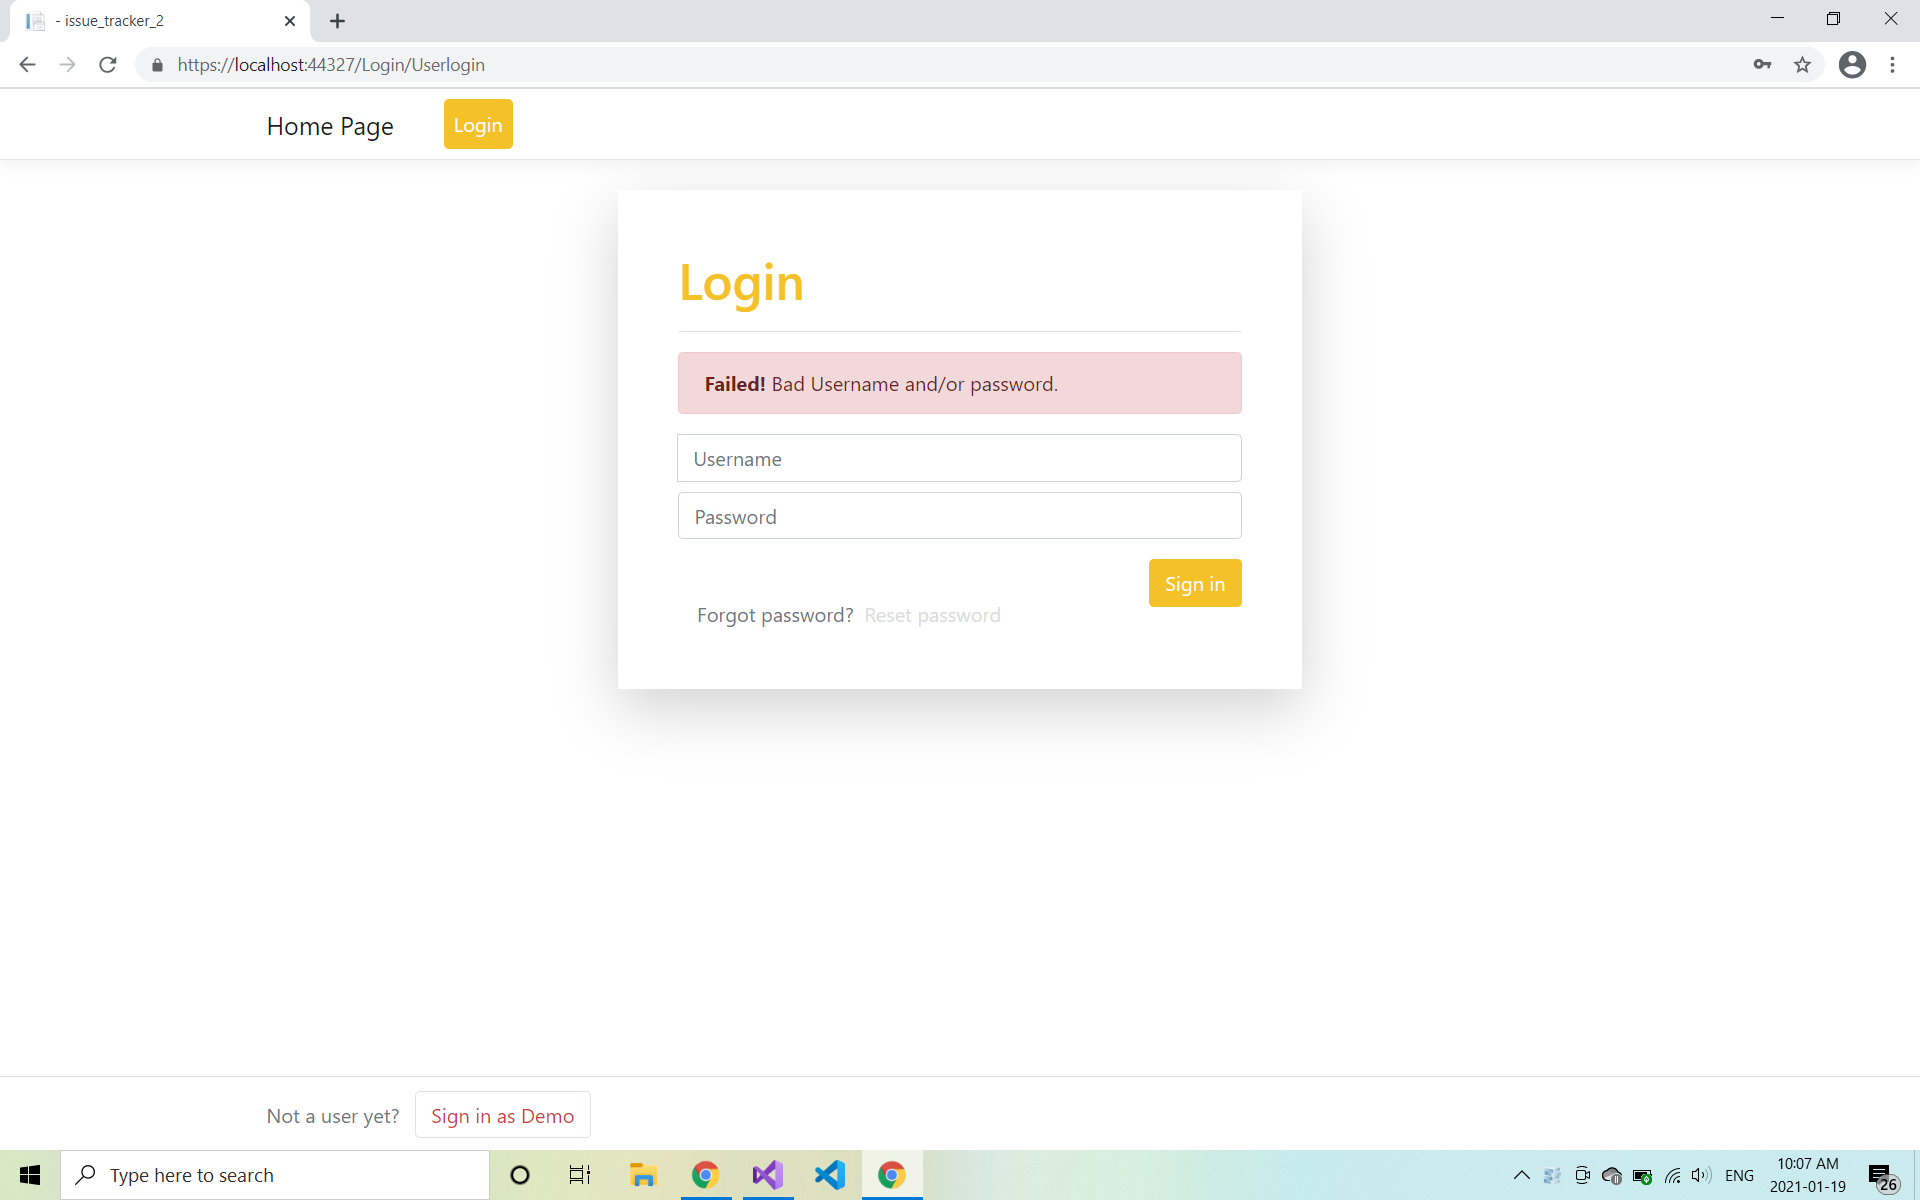 - issue_tracker_2
https://localhost:44327/Login/Userlogin
Home Page
Login
Login
Failed! Bad Username and/or password.
Username
Password
Sign in
Forgot password? Reset password
Not a user yet? Sign in as Demo
Type here to search
ENG
10:07 AM
2021-01-19
26